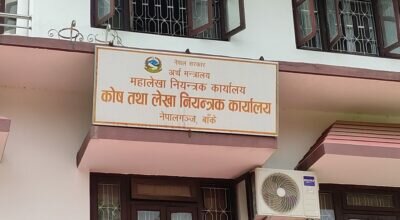 नेपाल सरकार
अर्थ मन्त्रालय
महालेखा नियन्त्रक कार्यालय
कोष तथा लेखा नियन्त्रक कार्यालय
नेपालगञ्ज, बाँके